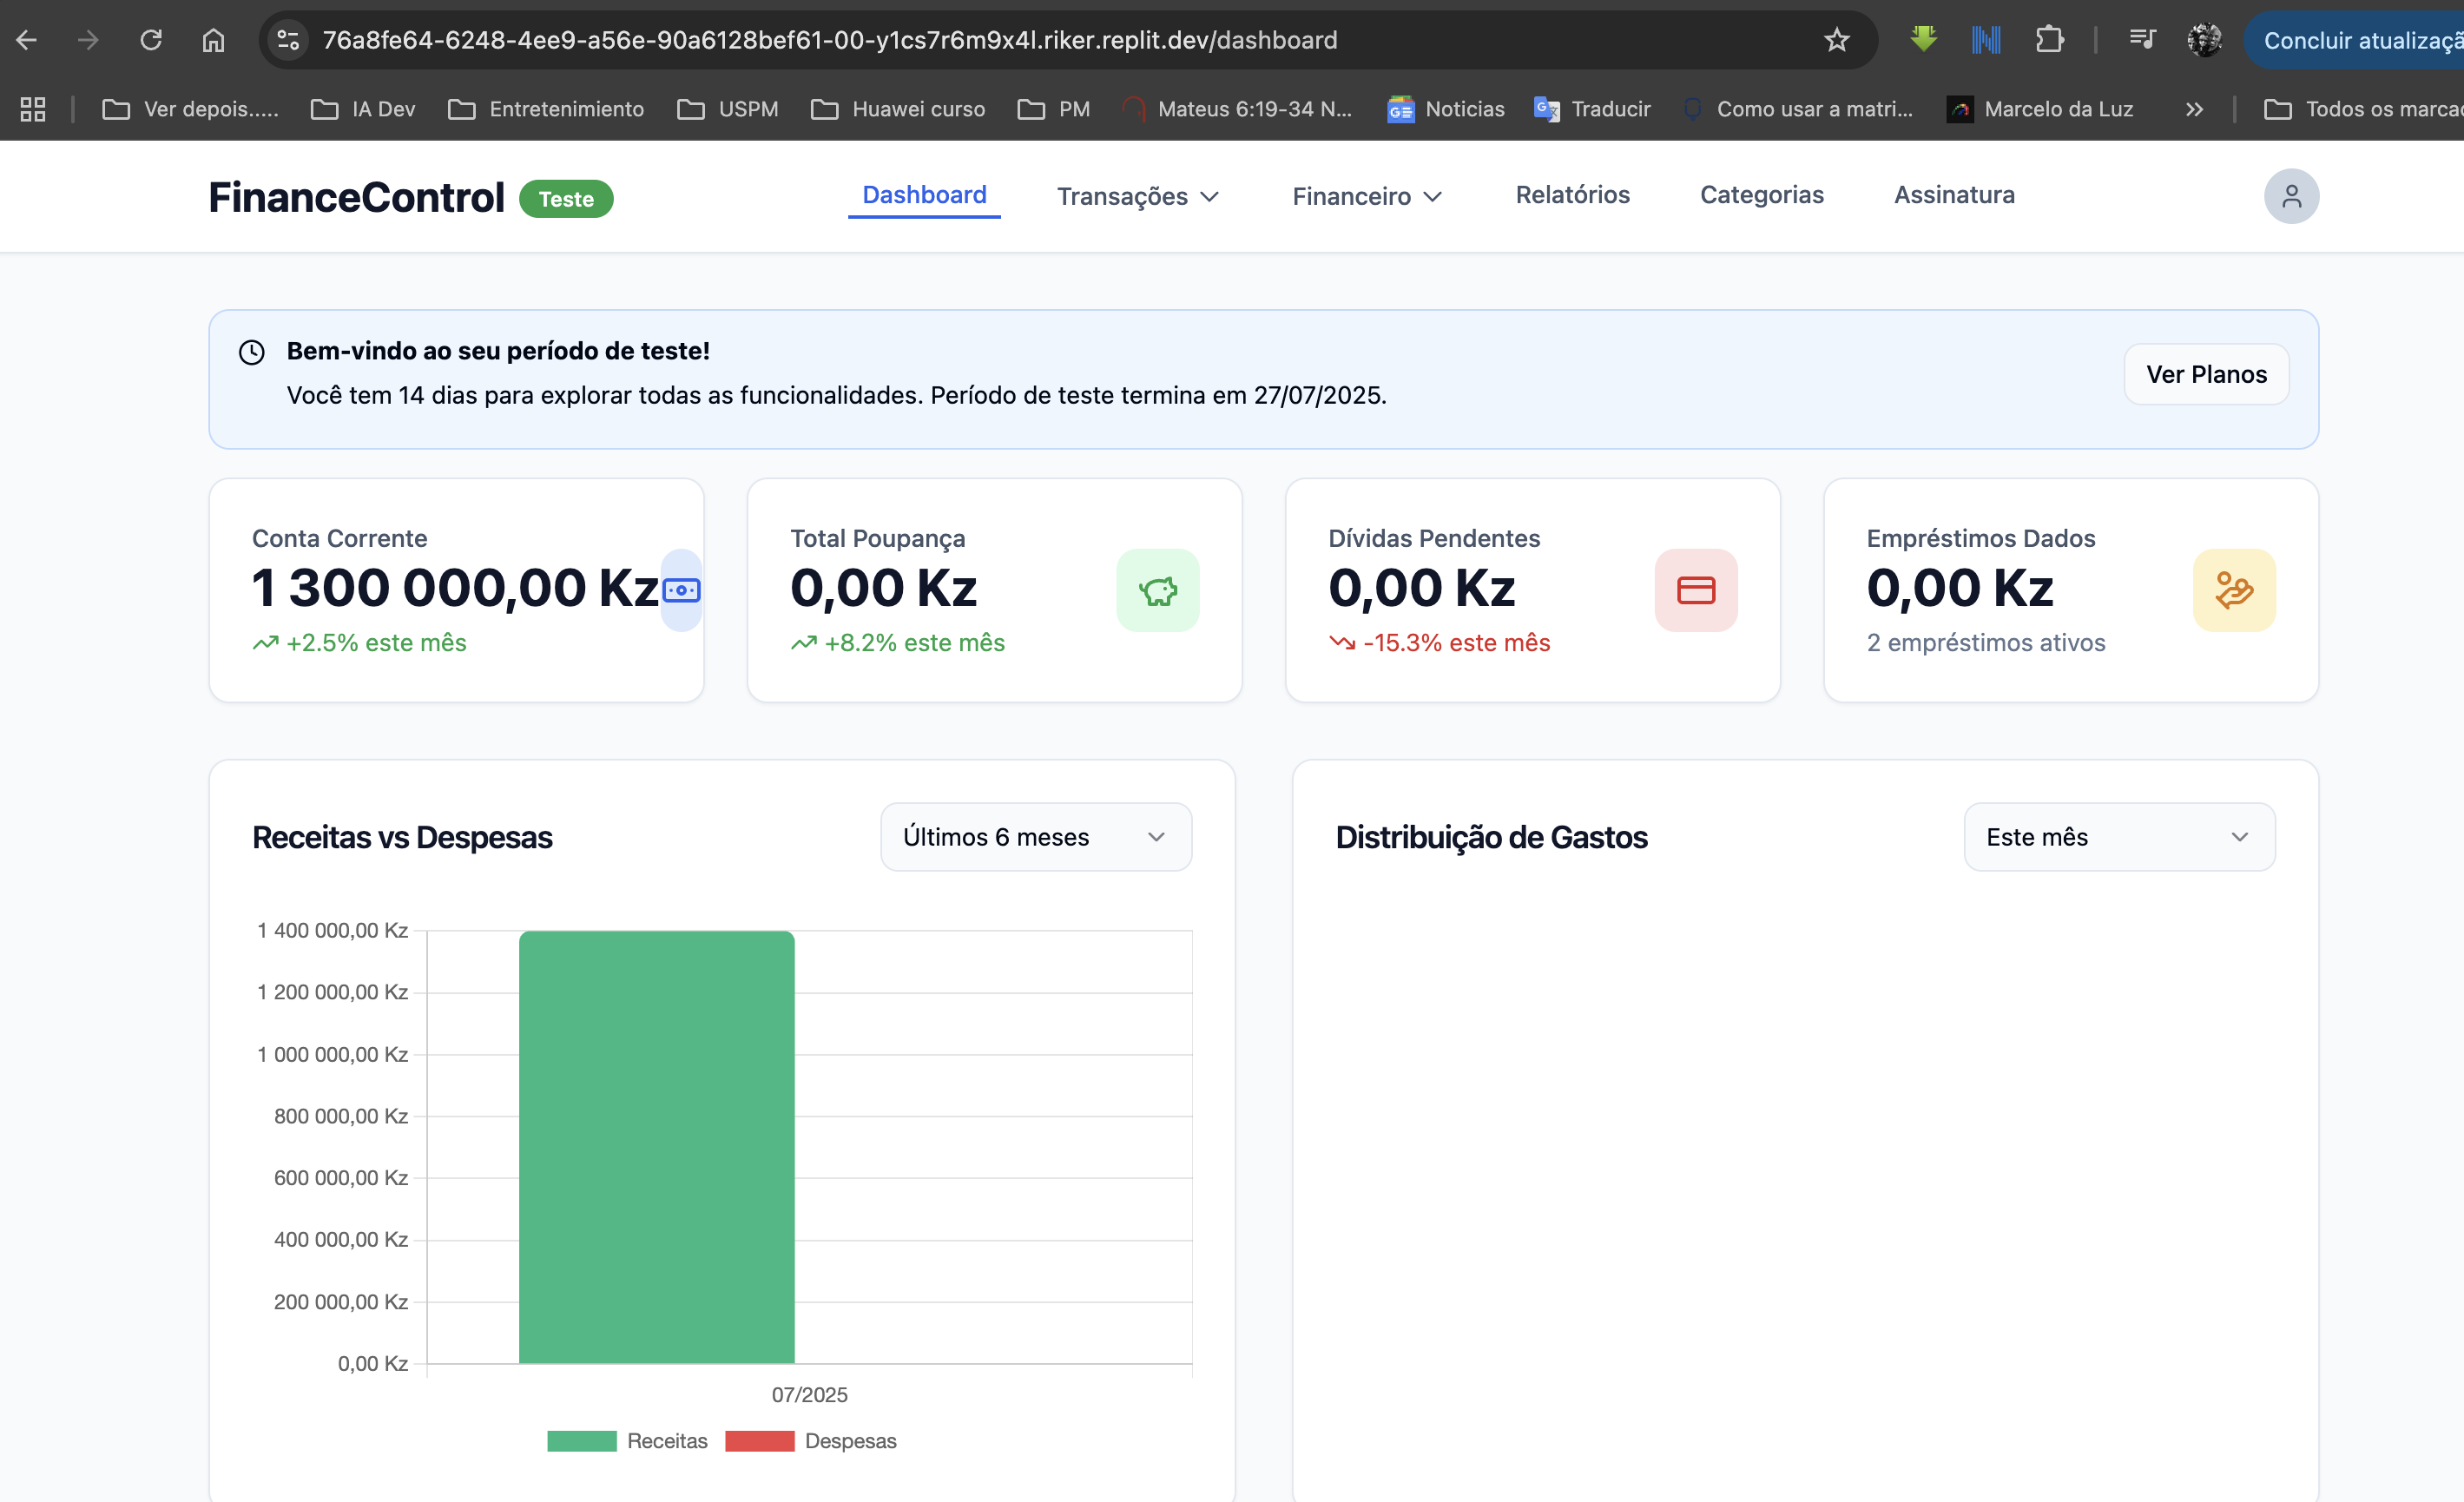 76a8fe64-6248-4ee9-a56e-90a6128bef61-00-y1cs7r6m9x4l.riker.replit.dev/dashboard
Concluir atualizaçã
Ver depois..... IA Dev Entretenimiento USPM Huawei curso PM Mateus 6:19-34 N... Noticias Traducir Como usar a matri... Marcelo da Luz » Todos os marcad
FinanceControl Teste Dashboard Transações Financeiro Relatórios Categorias Assinatura
Bem-vindo ao seu período de teste!
Você tem 14 dias para explorar todas as funcionalidades. Período de teste termina em 27/07/2025.
Ver Planos
Conta Corrente
1 300 000,00 Kz
+2.5% este mês
Total Poupança
0,00 Kz
+8.2% este mês
Dívidas Pendentes
0,00 Kz
-15.3% este mês
Empréstimos Dados
0,00 Kz
2 empréstimos ativos
Receitas vs Despesas
Últimos 6 meses
1 400 000,00 Kz
1 200 000,00 Kz
1 000 000,00 Kz
800 000,00 Kz
600 000,00 Kz
400 000,00 Kz
200 000,00 Kz
0,00 Kz
07/2025
Receitas Despesas
Distribuição de Gastos
Este mês